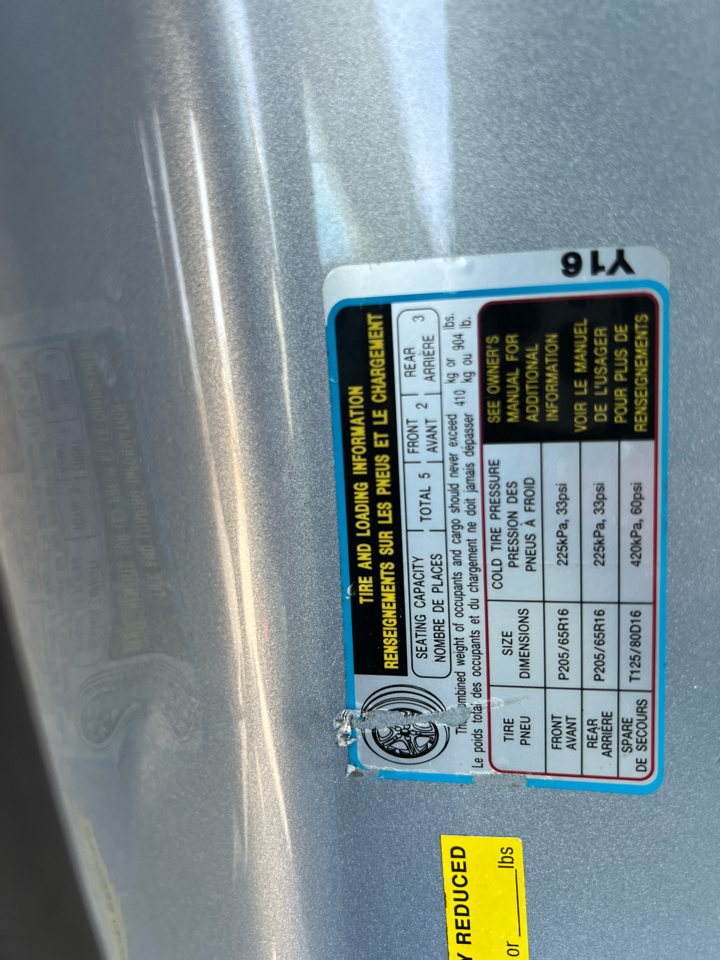 Y16
TIRE AND LOADING INFORMATION
RENSEIGNEMENTS SUR LES PNEUS ET LE CHARGEMENT
SEATING CAPACITY
NOMBRE DE PLACES
TOTAL 5
FRONT
AVANT 2
REAR
ARRIÈRE 3
combined weight of occupants and cargo should never exceed 410 kg or 904 lbs.
Le poids total des occupants et du chargement ne doit jamais dépasser 410 kg ou 904 lb.
TIRE
PNEU
SIZE
DIMENSIONS
COLD TIRE PRESSURE
PRESSION DES
PNEUS À FROID
SEE OWNER'S
MANUAL FOR
ADDITIONAL
INFORMATION
VOIR LE MANUEL
DE L'USAGER
POUR PLUS DE
RENSEIGNEMENTS
FRONT
AVANT
P205/65R16
225kPa, 33psi
REAR
ARRIÈRE
P205/65R16
225kPa, 33psi
SPARE
DE SECOURS
T125/80D16
420kPa, 60psi
Y REDUCED
or ____lbs